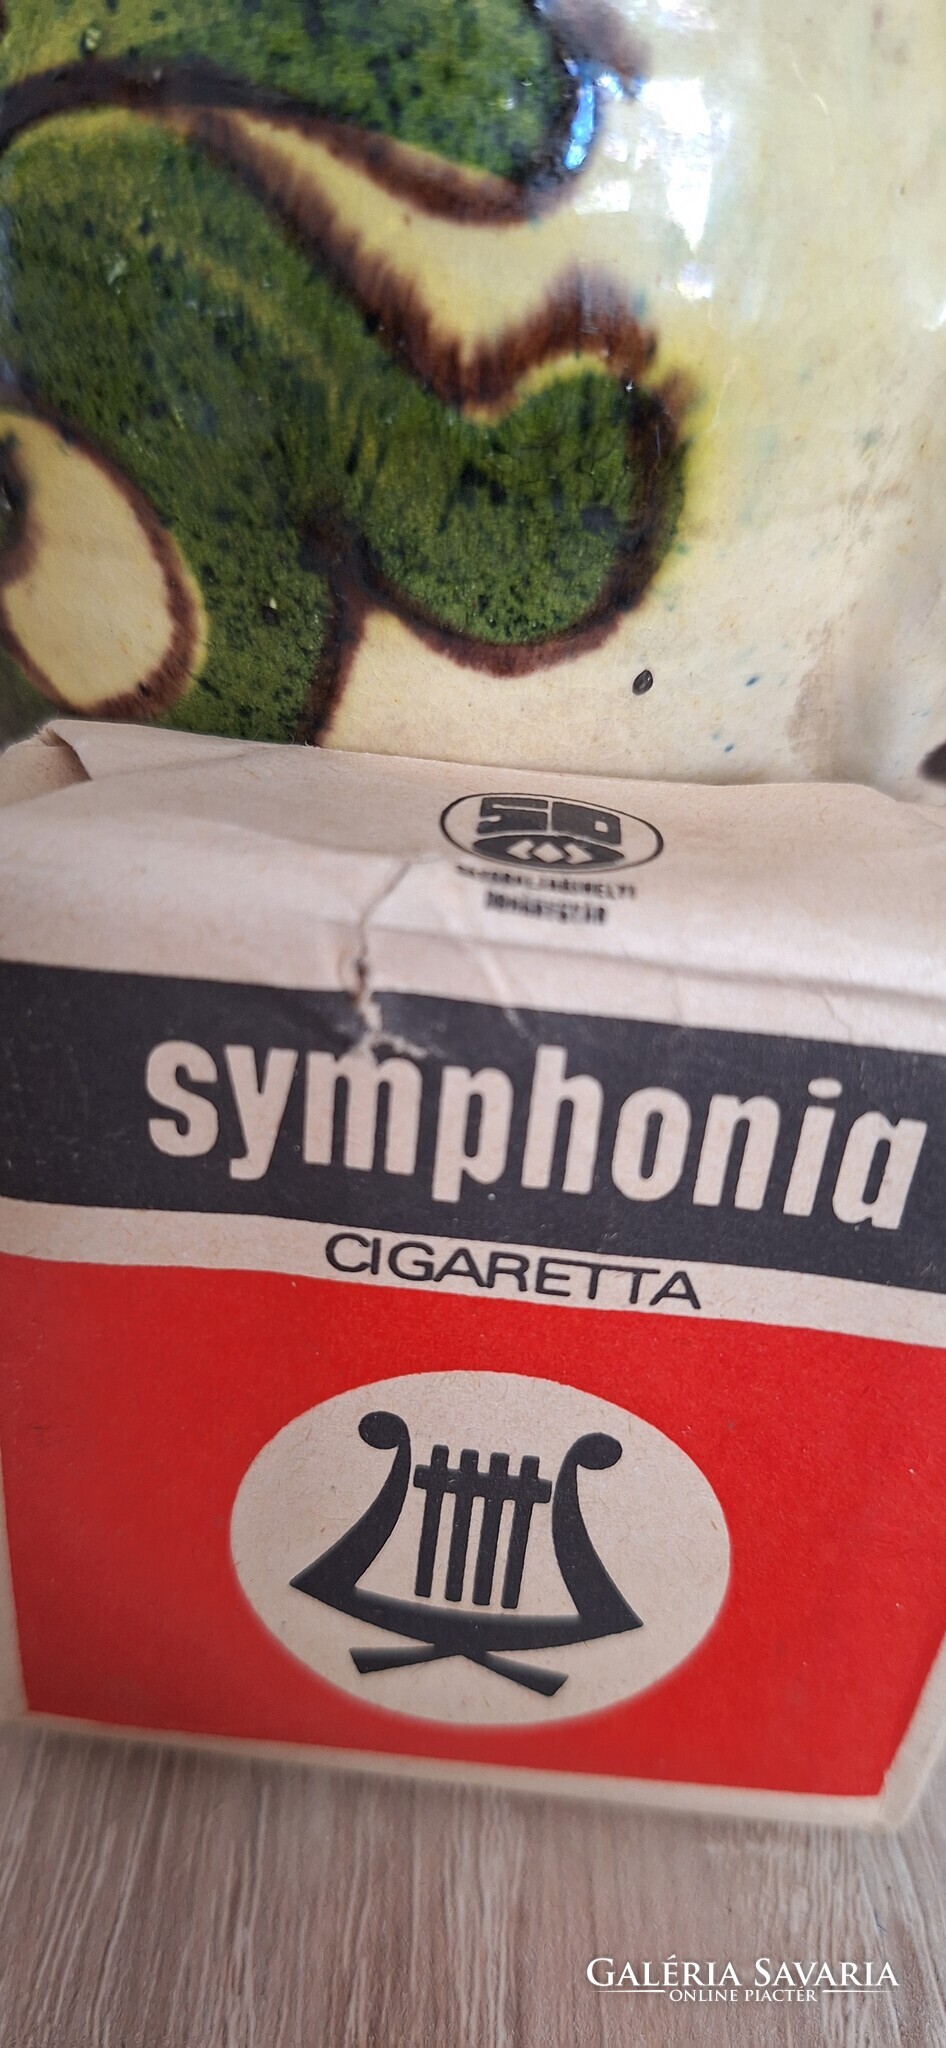 symphonia
CIGARETTA
GALÉRIA SAVARIA
ONLINE PIACTÉR